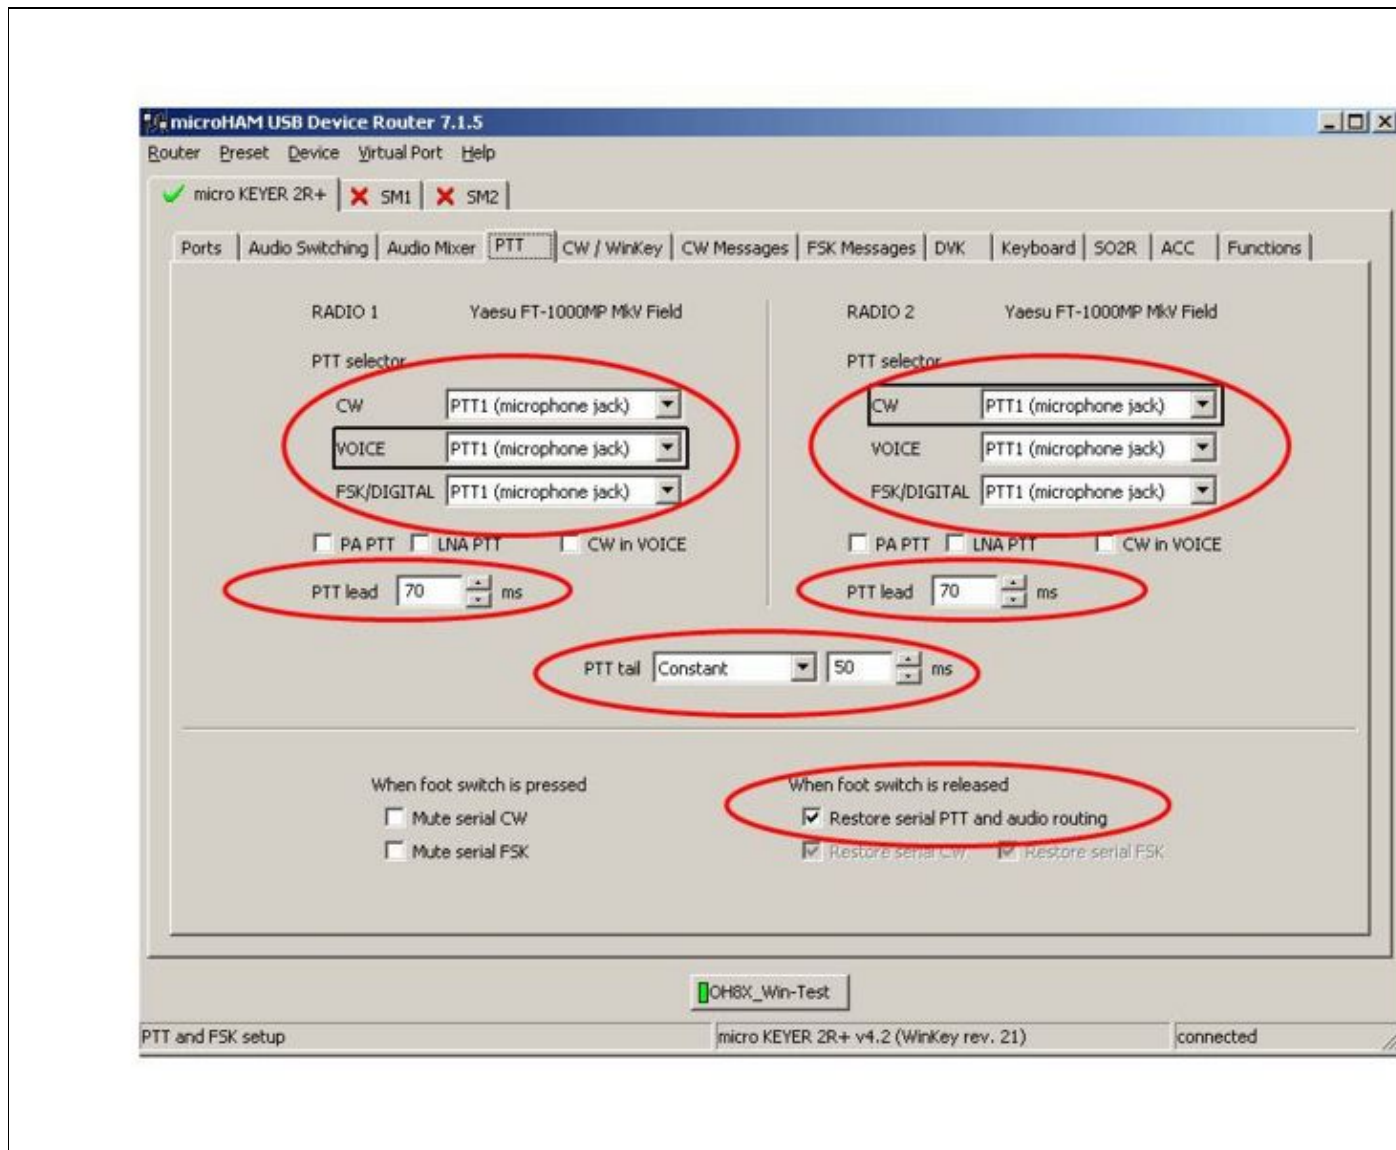 microHAM USB Device Router 7.1.5
Router Preset Device Virtual Port Help
micro KEYER 2R+ SM1 SM2
Ports Audio Switching Audio Mixer PTT CW / WinKey CW Messages FSK Messages DVK Keyboard SO2R ACC Functions
RADIO 1 Yaesu FT-1000MP MkV Field
PTT selector
CW PTT1 (microphone jack)
VOICE PTT1 (microphone jack)
FSK/DIGITAL PTT1 (microphone jack)
PA PTT LNA PTT CW in VOICE
PTT lead 70 ms
RADIO 2 Yaesu FT-1000MP MkV Field
PTT selector
CW PTT1 (microphone jack)
VOICE PTT1 (microphone jack)
FSK/DIGITAL PTT1 (microphone jack)
PA PTT LNA PTT CW in VOICE
PTT lead 70 ms
PTT tail Constant 50 ms
When foot switch is pressed
Mute serial CW
Mute serial FSK
When foot switch is released
Restore serial PTT and audio routing
Restore serial CW Restore serial FSK
OH8X_Win-Test
PTT and FSK setup micro KEYER 2R+ v4.2 (WinKey rev. 21) connected